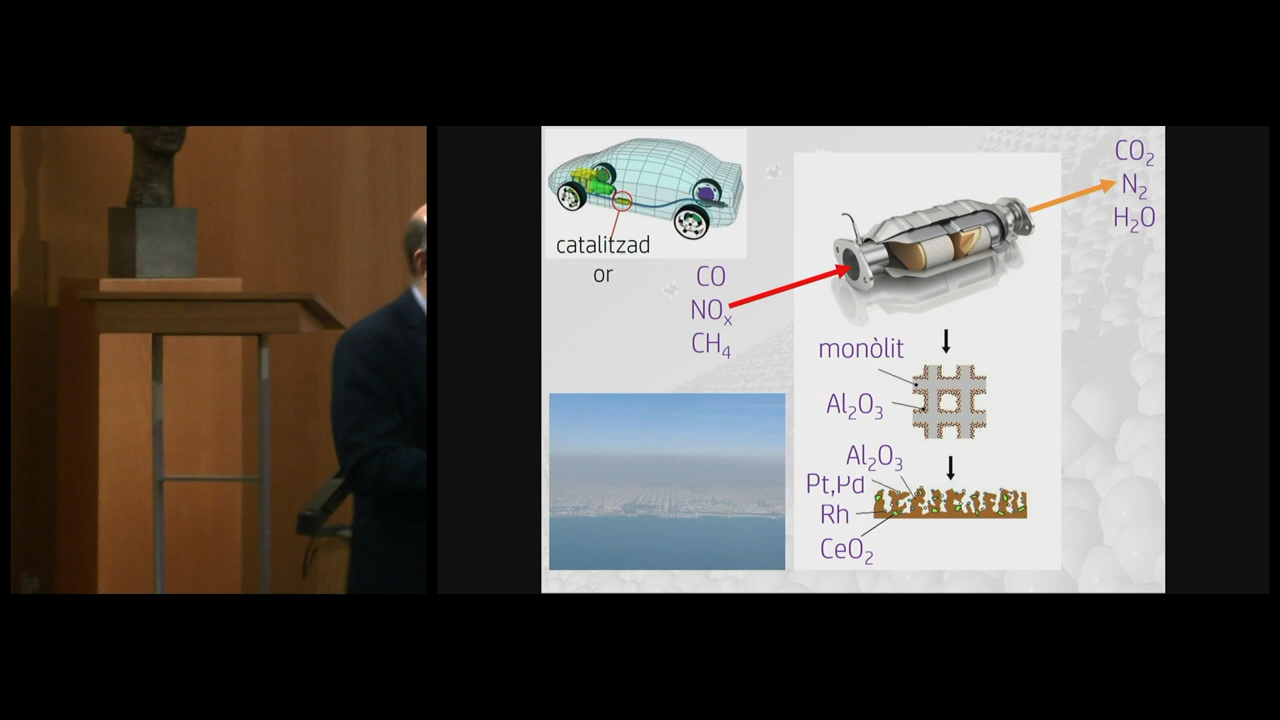 catalitzad
or
CO
NOₓ
CH₄
CO₂
N₂
H₂O
monòlit
Al₂O₃
Al₂O₃
Pt,Pd
Rh
CeO₂